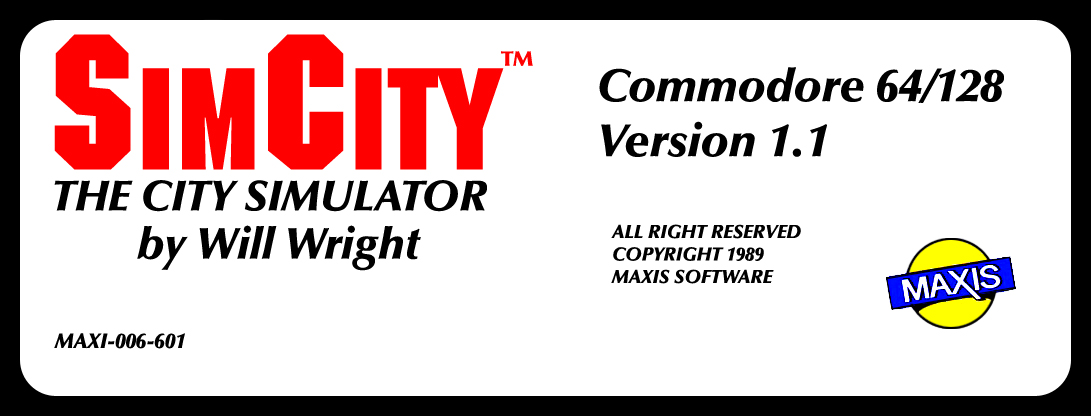 SIMCITY™
THE CITY SIMULATOR
by Will Wright
Commodore 64/128
Version 1.1
ALL RIGHT RESERVED
COPYRIGHT 1989
MAXIS SOFTWARE
MAXIS
MAXI-006-601